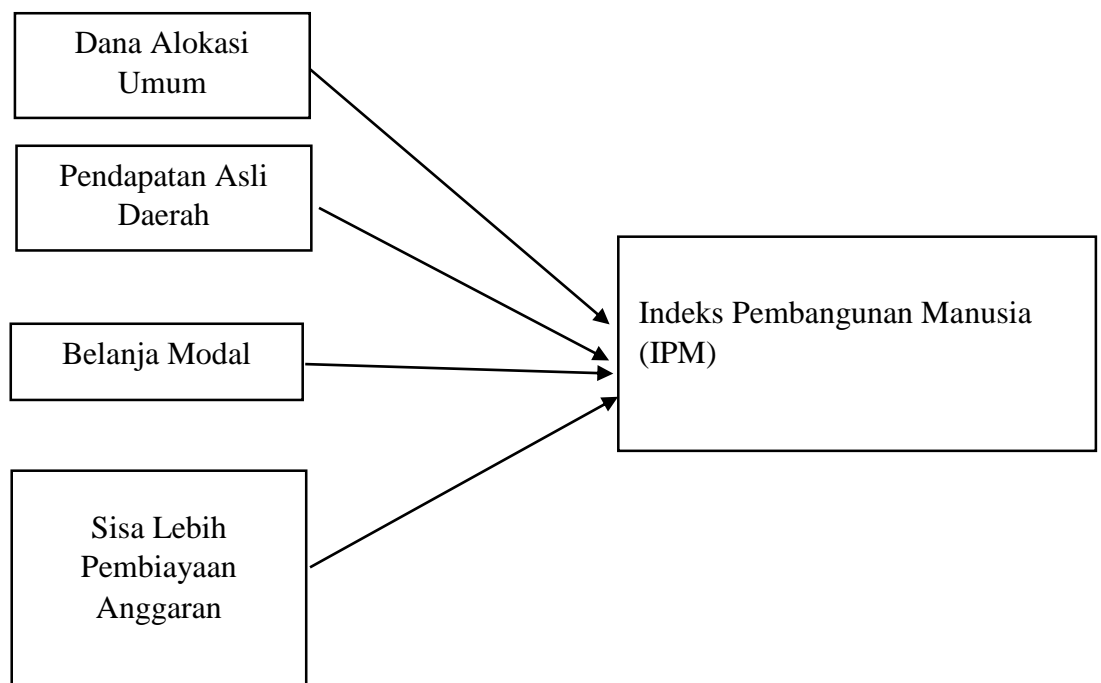 Dana Alokasi
Umum
Pendapatan Asli
Daerah
Belanja Modal
Sisa Lebih
Pembiayaan
Anggaran
Indeks Pembangunan Manusia
(IPM)